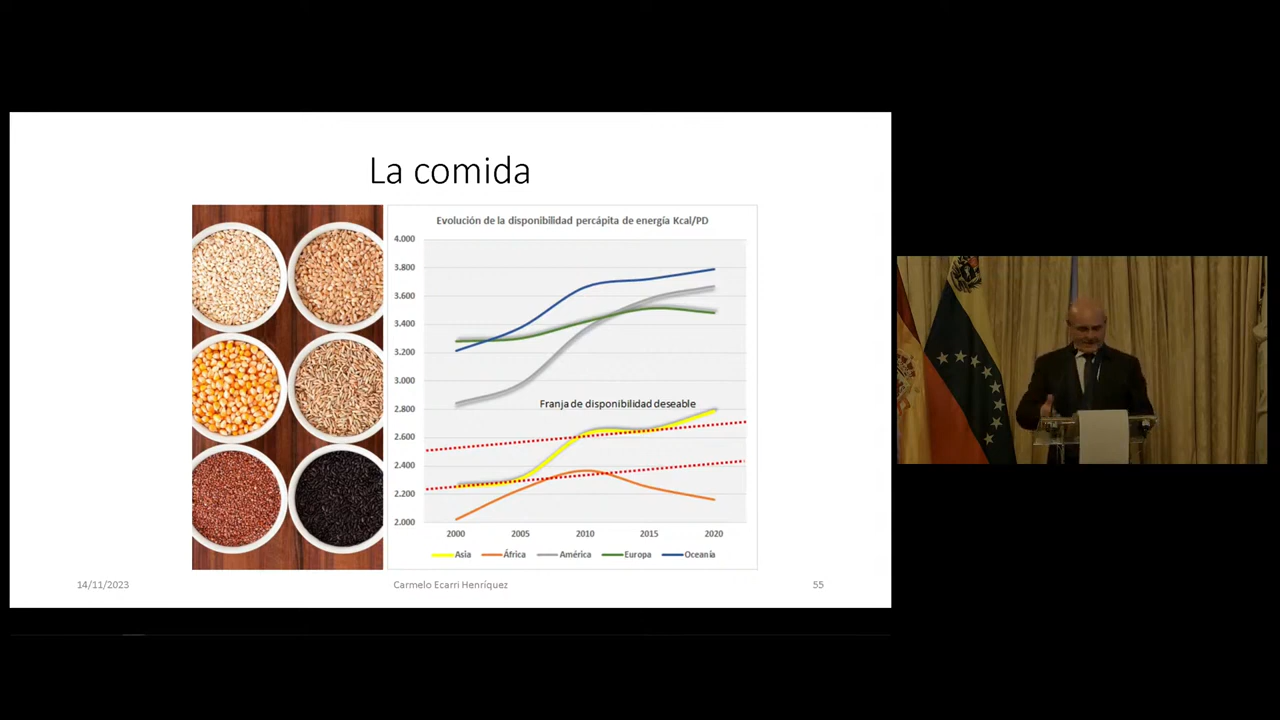 La comida
Evolución de la disponibilidad percápita de energía Kcal/PD
4.000
3.800
3.600
3.400
3.200
3.000
2.800
2.600
2.400
2.200
2.000
Franja de disponibilidad deseable
2000 2005 2010 2015 2020
Asia África América Europa Oceanía
14/11/2023 Carmelo Ecarri Henríquez 55